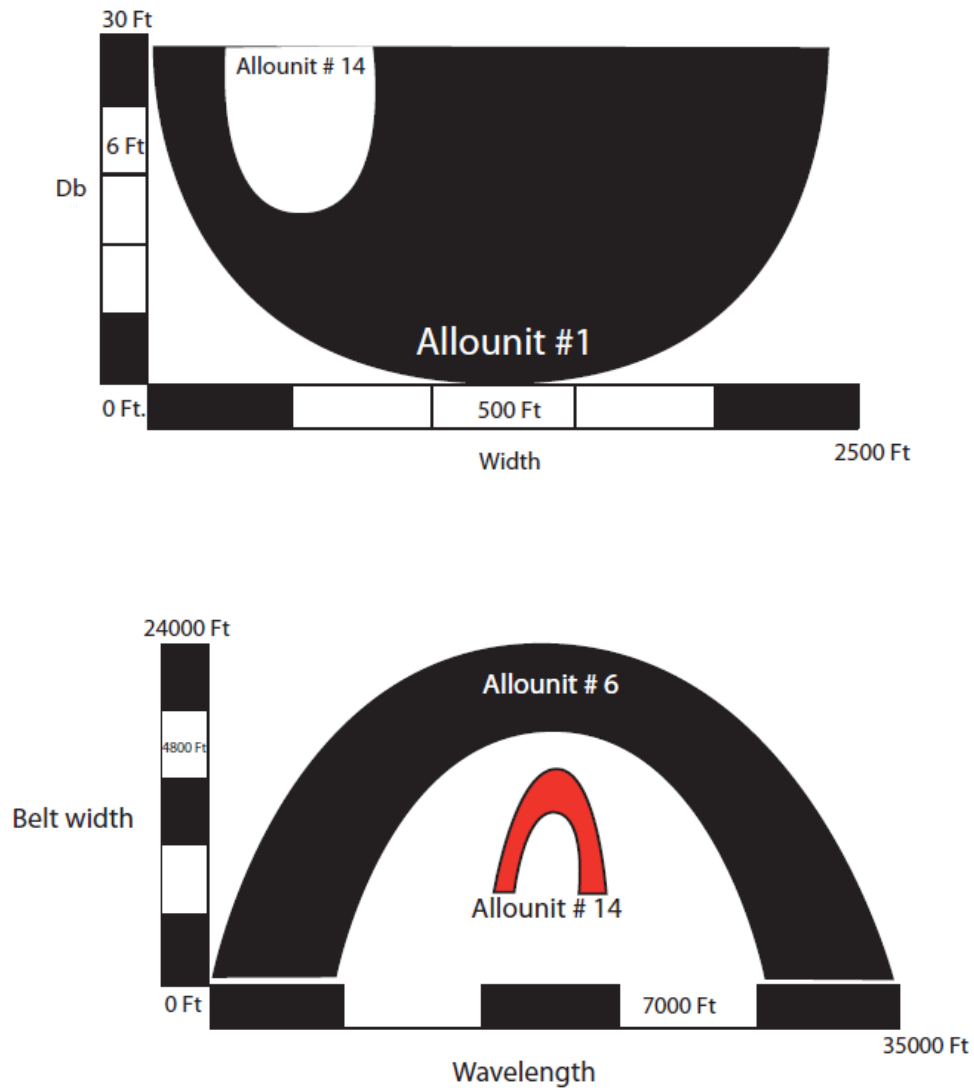 30 Ft
Allounit # 14
6 Ft
Db
Allounit #1
0 Ft.
500 Ft
2500 Ft
Width
24000 Ft
Allounit # 6
4800 Ft
Belt width
Allounit # 14
0 Ft
7000 Ft
35000 Ft
Wavelength